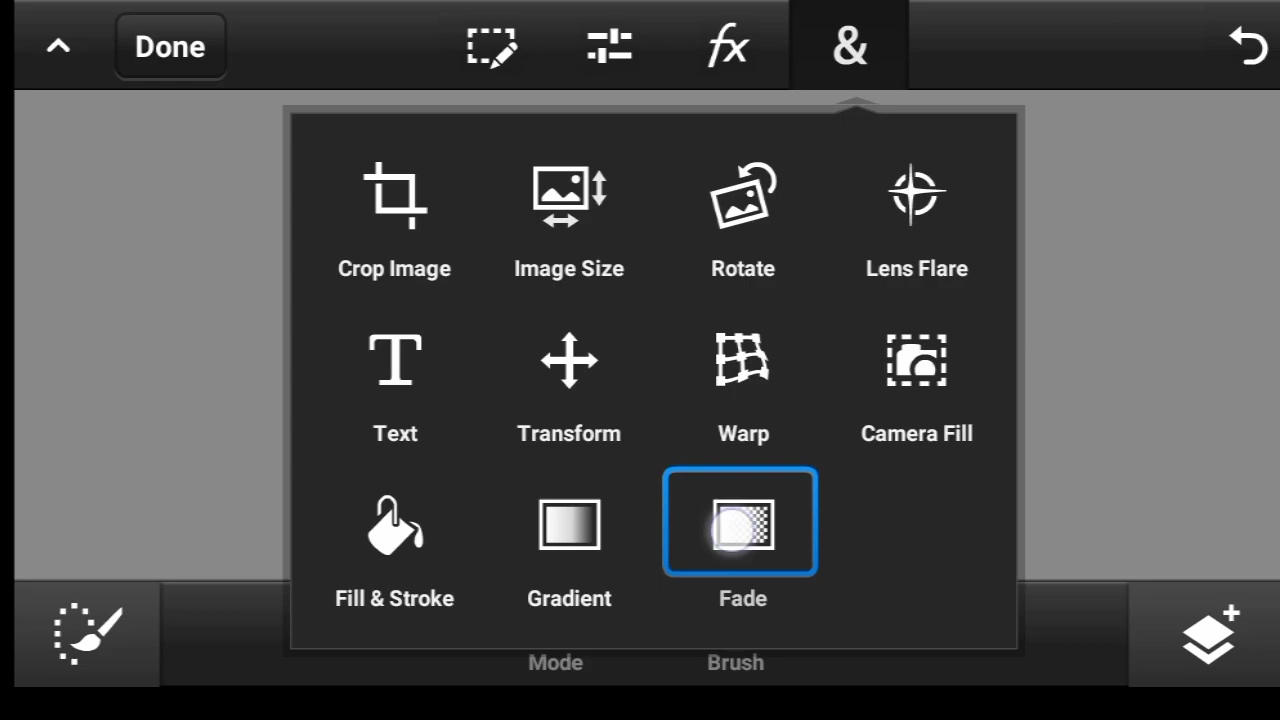 Done
fx
&
Crop Image
Image Size
Rotate
Lens Flare
Text
Transform
Warp
Camera Fill
Fill & Stroke
Gradient
Fade
Mode
Brush